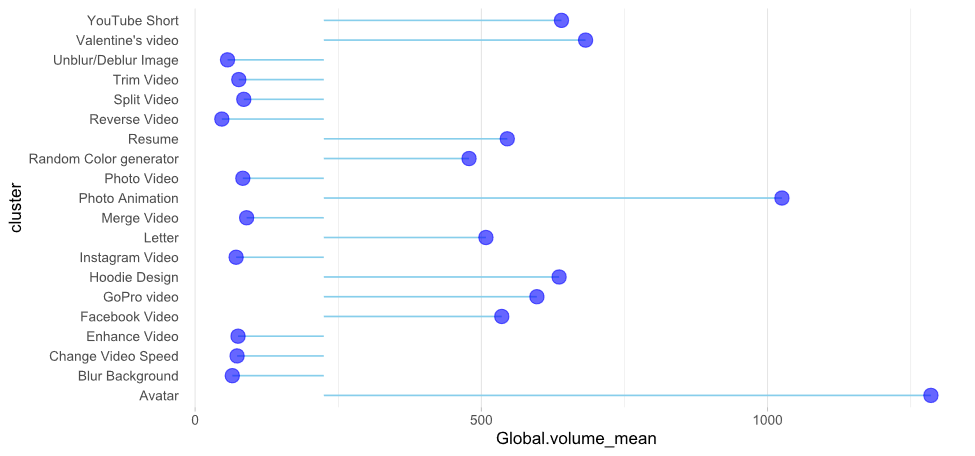 YouTube Short
Valentine's video
Unblur/Deblur Image
Trim Video
Split Video
Reverse Video
Resume
Random Color generator
Photo Video
Photo Animation
Merge Video
Letter
Instagram Video
Hoodie Design
GoPro video
Facebook Video
Enhance Video
Change Video Speed
Blur Background
Avatar
cluster
0 500 1000
Global.volume_mean